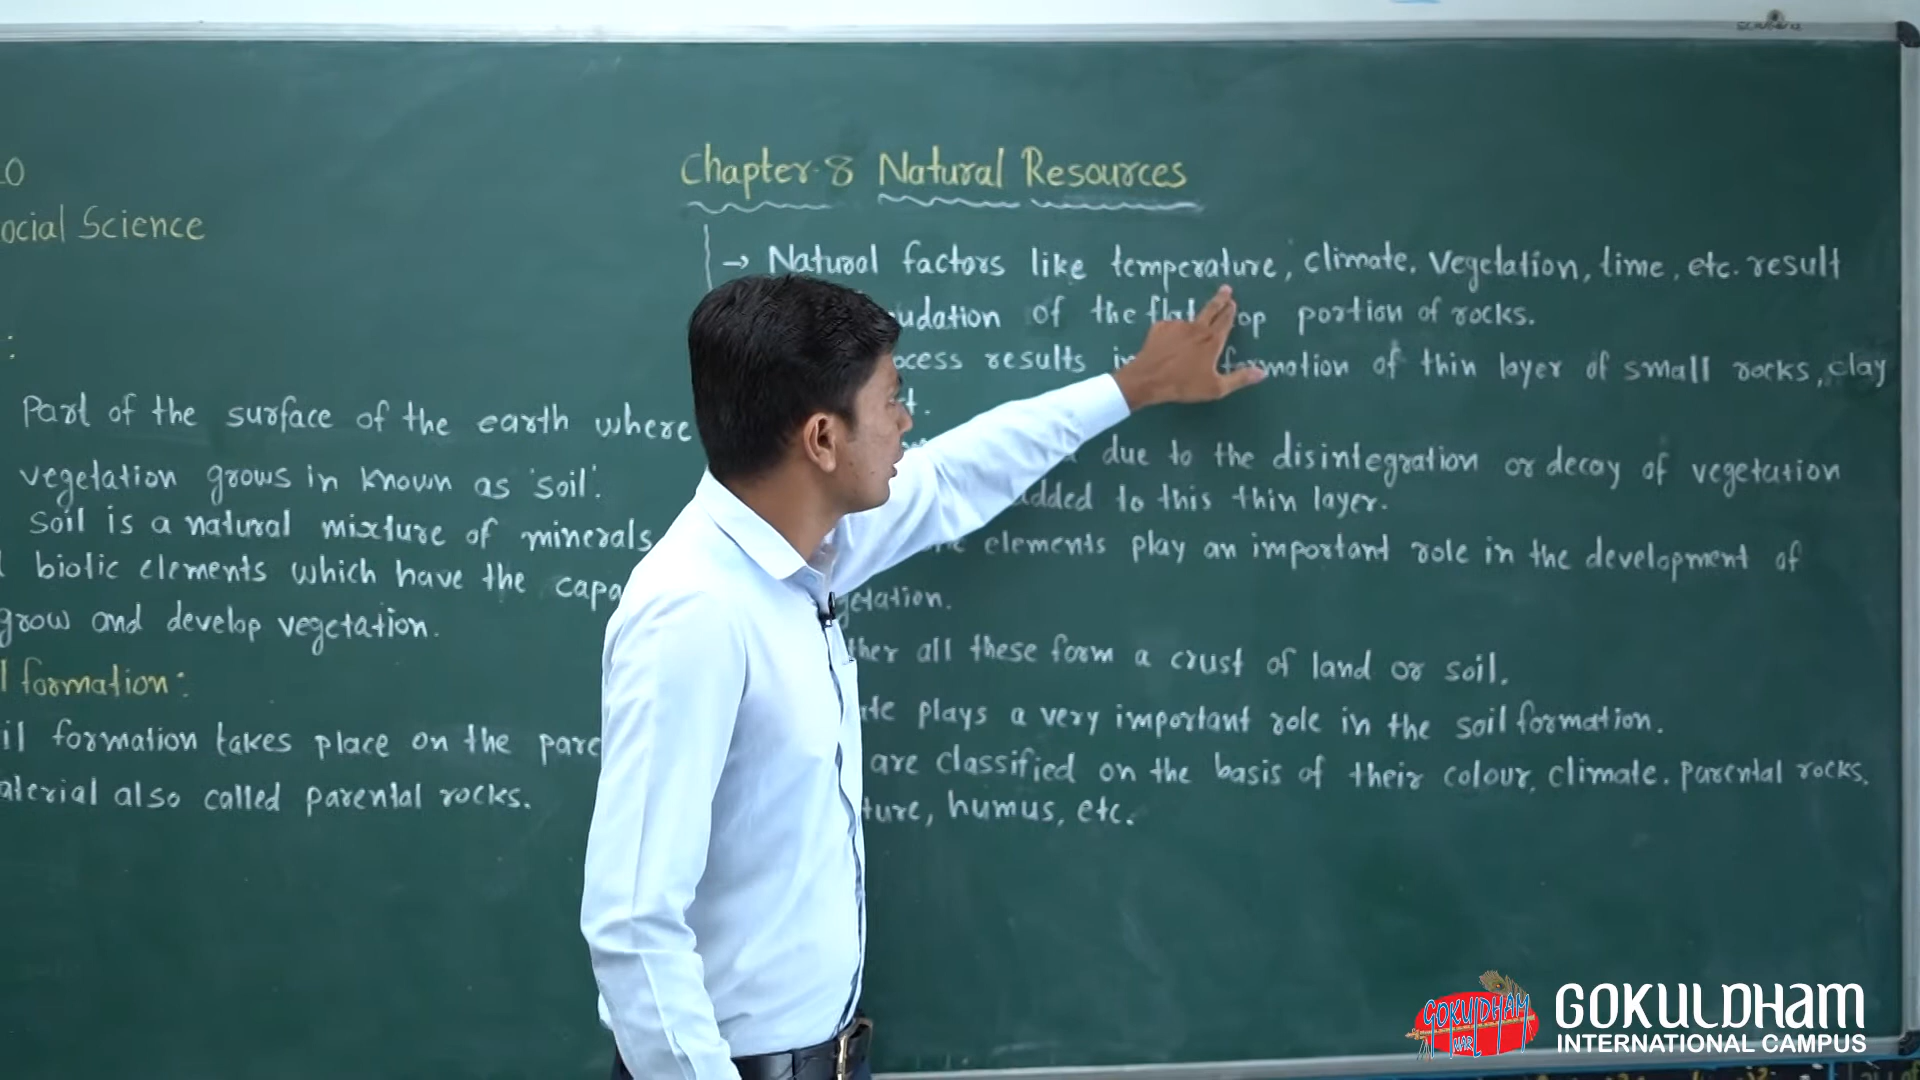 10
ocial Science
:
Part of the surface of the earth where
vegetation grows in known as 'soil'.
soil is a natural mixture of minerals
biotic elements which have the capa
grow and develop vegetation.
l formation:
il formation takes place on the pare
aterial also called parental rocks.
Chapter-8 Natural Resources
→ Natural factors like temperature, climate, vegetation, time, etc. result
udation of the flat top portion of rocks.
ocess results in formation of thin layer of small rocks, clay
t.
due to the disintegration or decay of vegetation
added to this thin layer.
elements play an important role in the development of
getation.
ther all these form a crust of land or soil.
te plays a very important role in the soil formation.
are classified on the basis of their colour, climate, parental rocks,
ture, humus, etc.
GOKULDHAM NAR
GOKULDHAM
INTERNATIONAL CAMPUS